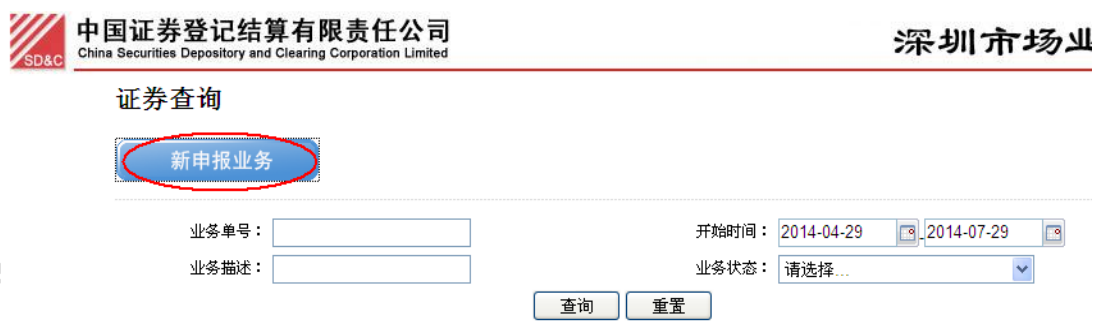 SD&C 中国证券登记结算有限责任公司 深圳市场业
China Securities Depository and Clearing Corporation Limited
证券查询
新申报业务
业务单号： 开始时间： 2014-04-29 - 2014-07-29
业务描述： 业务状态： 请选择...
查询 重置